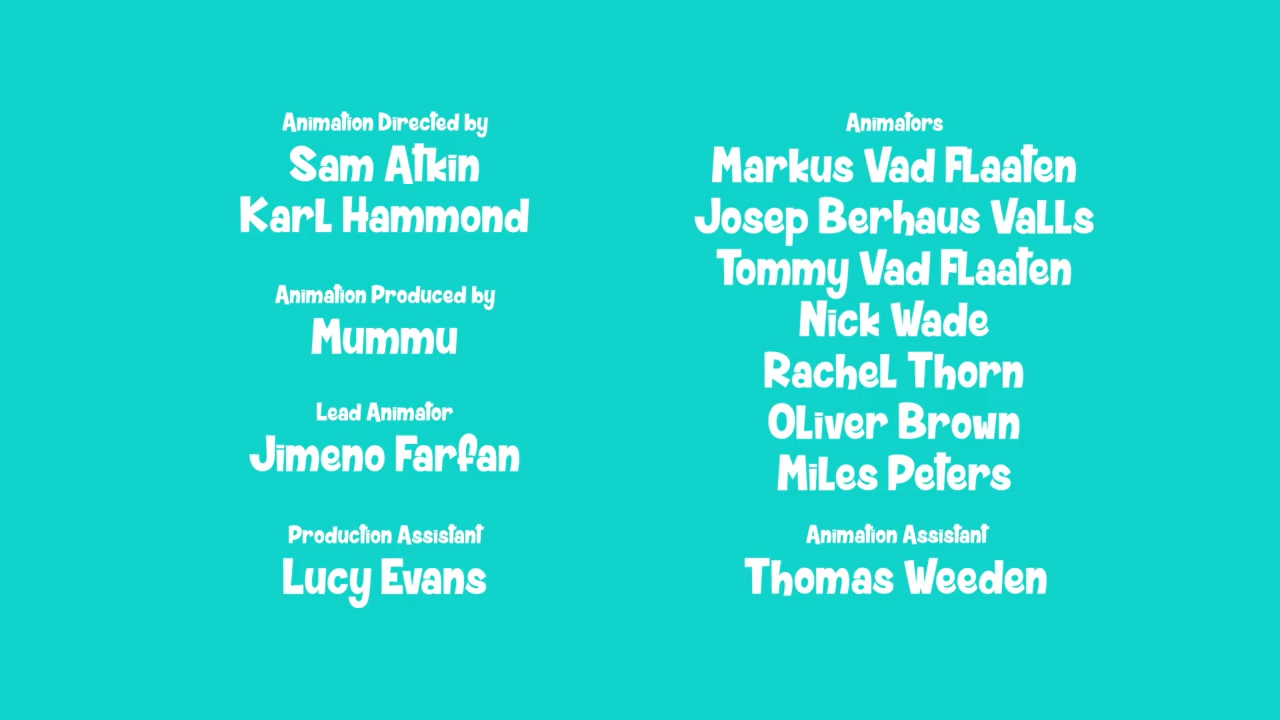 Animation Directed by
Sam Atkin
Karl Hammond
Animation Produced by
Mummu
Lead Animator
Jimeno Farfan
Production Assistant
Lucy Evans
Animators
Markus Vad Flaaten
Josep Berhaus Valls
Tommy Vad Flaaten
Nick Wade
Rachel Thorn
Oliver Brown
Miles Peters
Animation Assistant
Thomas Weeden